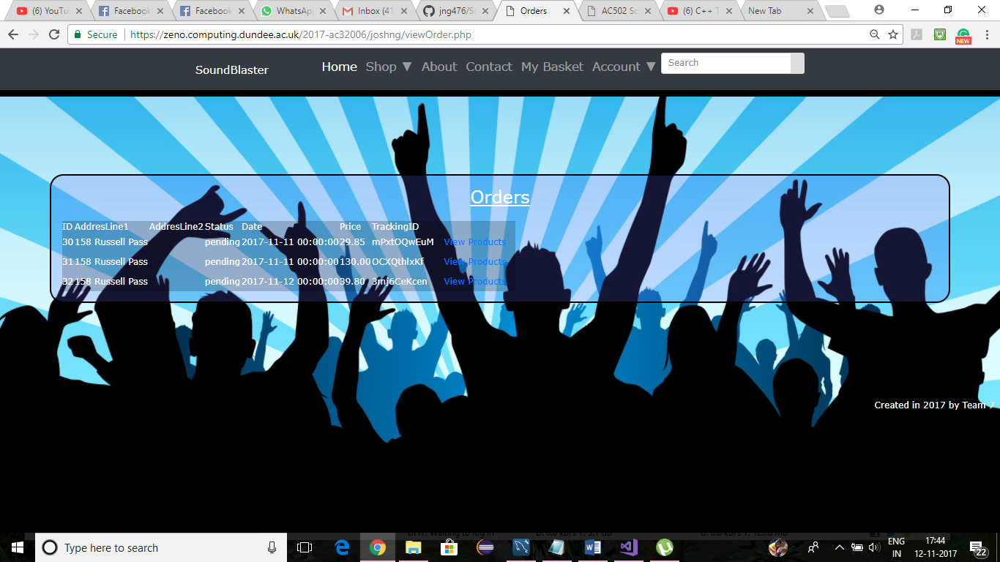 (6) YouTu Facebook Facebook WhatsApp Inbox (41 jng476/S Orders AC502 So (6) C++ T New Tab
Secure https://zeno.computing.dundee.ac.uk/2017-ac32006/joshng/viewOrder.php
NEW
SoundBlaster Home Shop ▼ About Contact My Basket Account ▼ Search
Orders
ID AddresLine1 AddresLine2 Status Date Price TrackingID
30 158 Russell Pass pending 2017-11-11 00:00:00 29.85 mPxtOQwEuM View Products
31 158 Russell Pass pending 2017-11-11 00:00:00 130.00 OCXQthlxKf View Products
32 158 Russell Pass pending 2017-11-12 00:00:00 39.80 3mj6CeKcen View Products
Created in 2017 by Team 7
Type here to search
ENG 17:44
IN 12-11-2017 22